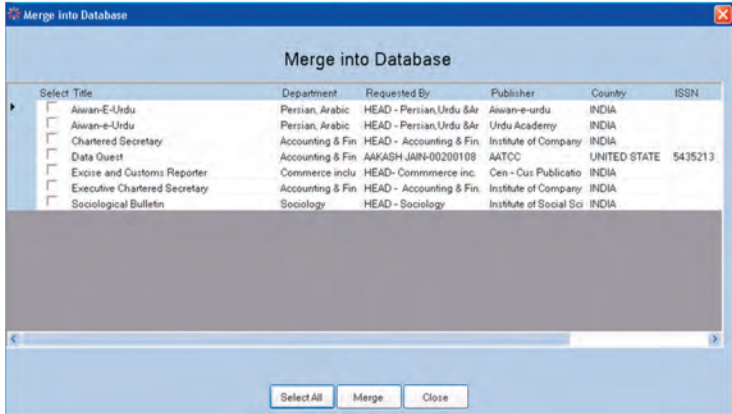 Merge into Database
Merge into Database
Select Title Department Requested By Publisher Country ISSN
Aiwan-E-Urdu Persian, Arabic HEAD - Persian,Urdu &Ar Aiwan-e-urdu INDIA
Aiwan-e-Urdu Persian, Arabic HEAD - Persian,Urdu &Ar Urdu Academy INDIA
Chartered Secretary Accounting & Fin HEAD - Accounting & Fin. Institute of Company INDIA
Data Quest Accounting & Fin AAKASH JAIN-00200108 AATCC UNITED STATE 5435213
Excise and Customs Reporter Commerce inclu HEAD- Commmerce inc. Cen - Cus Publicatio INDIA
Executive Chartered Secretary Accounting & Fin HEAD - Accounting & Fin. Institute of Company INDIA
Sociological Bulletin Sociology HEAD - Sociology Institute of Social Sci INDIA
Select All Merge Close